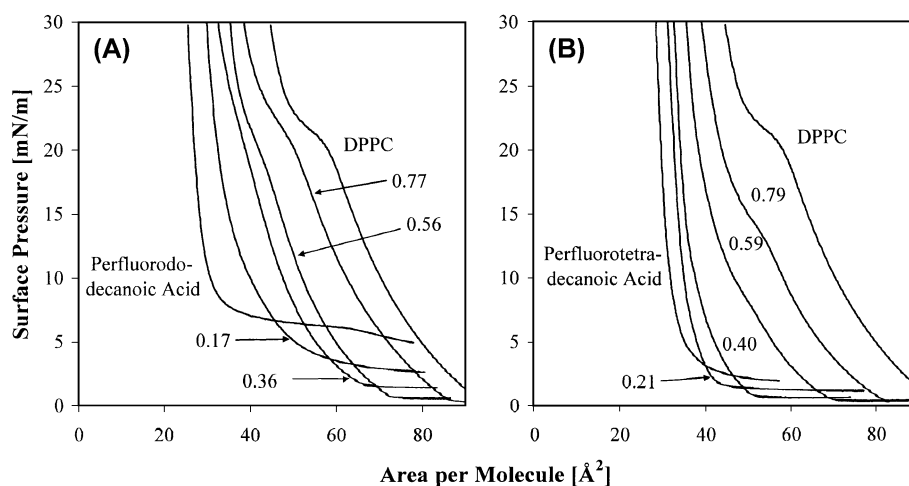 (A)
(B)
Surface Pressure [mN/m]
30
25
20
15
10
5
0
30
25
20
15
10
5
0
DPPC
0.77
0.56
Perfluorodo-
decanoic Acid
0.17
0.36
DPPC
0.79
0.59
Perfluorotetra-
decanoic Acid
0.40
0.21
0 20 40 60 80
0 20 40 60 80
Area per Molecule [Å²]